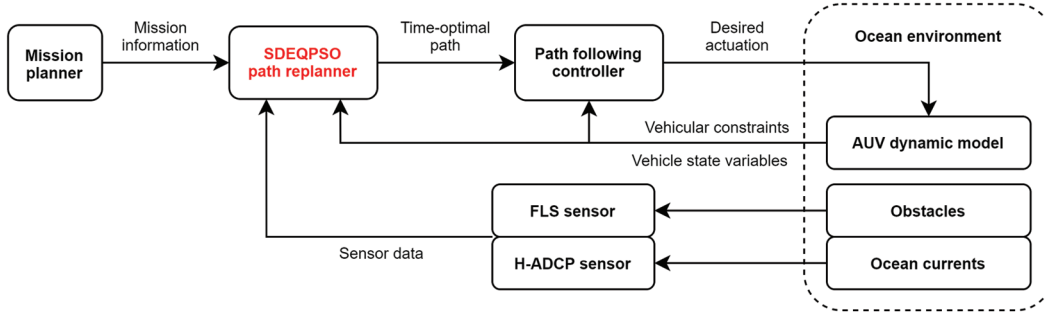 Mission
information
Time-optimal
path
Desired
actuation
Ocean environment
Mission
planner
SDEQPSO
path replanner
Path following
controller
Vehicular constraints
AUV dynamic model
Vehicle state variables
FLS sensor
Obstacles
Sensor data
H-ADCP sensor
Ocean currents